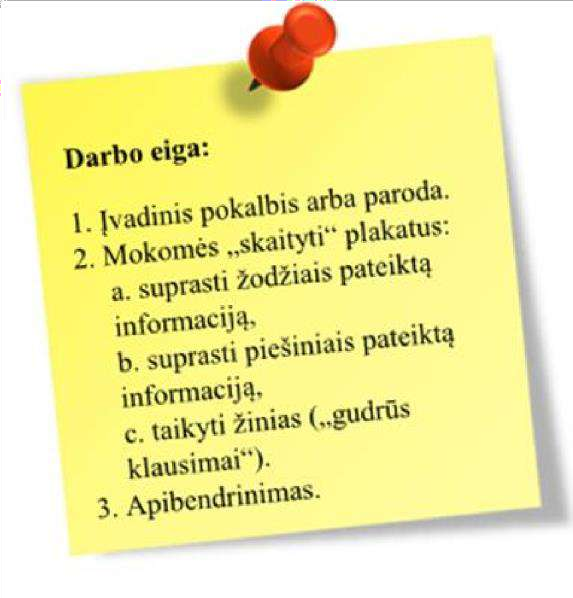 Darbo eiga:
1. Įvadinis pokalbis arba paroda.
2. Mokomės „skaityti“ plakatus:
a. suprasti žodžiais pateiktą
informaciją,
b. suprasti piešiniais pateiktą
informaciją,
c. taikyti žinias („gudrūs
klausimai“).
3. Apibendrinimas.